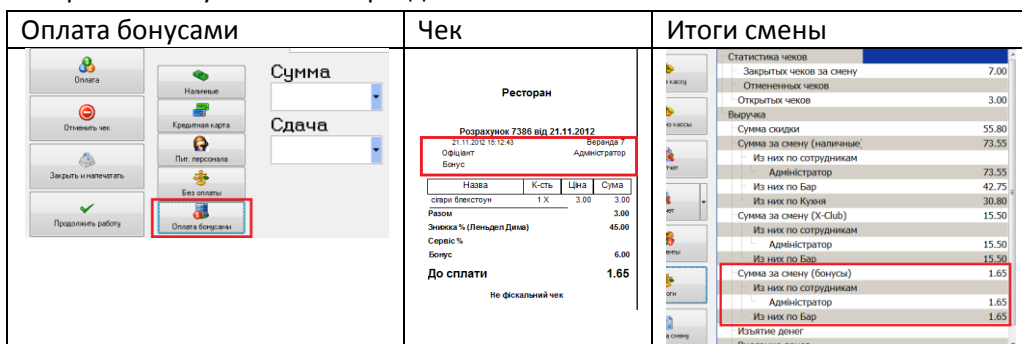 Оплата бонусами
Чек
Итоги смены
Оплата
Отменить чек
Закрыть и напечатать
Продолжить работу
Наличные
Кредитная карта
Пит. персонала
Без оплаты
Оплата бонусами
Сумма
Сдача
Ресторан
Розрахунок 7386 від 21.11.2012
21.11.2012 15:12:43 Веранда 7
Офіціант Адміністратор
Бонус
Назва К-сть Ціна Сума
сігари блекстоун 1 X 3.00 3.00
Разом 3.00
Знижка % (Леньдел Дима) 45.00
Сервіс %
Бонус 6.00
До сплати 1.65
Не фіскальний чек
Статистика чеков
Закрытых чеков за смену 7.00
Отмененных чеков
Открытых чеков 3.00
Выручка
Сумма скидки 55.80
Сумма за смену (наличные) 73.55
Из них по сотрудникам
Адміністратор 73.55
Из них по Бар 42.75
Из них по Кухня 30.80
Сумма за смену (X-Club) 15.50
Из них по сотрудникам
Адміністратор 15.50
Из них по Бар 15.50
Сумма за смену (бонусы) 1.65
Из них по сотрудникам
Адміністратор 1.65
Из них по Бар 1.65
Изъятие денег